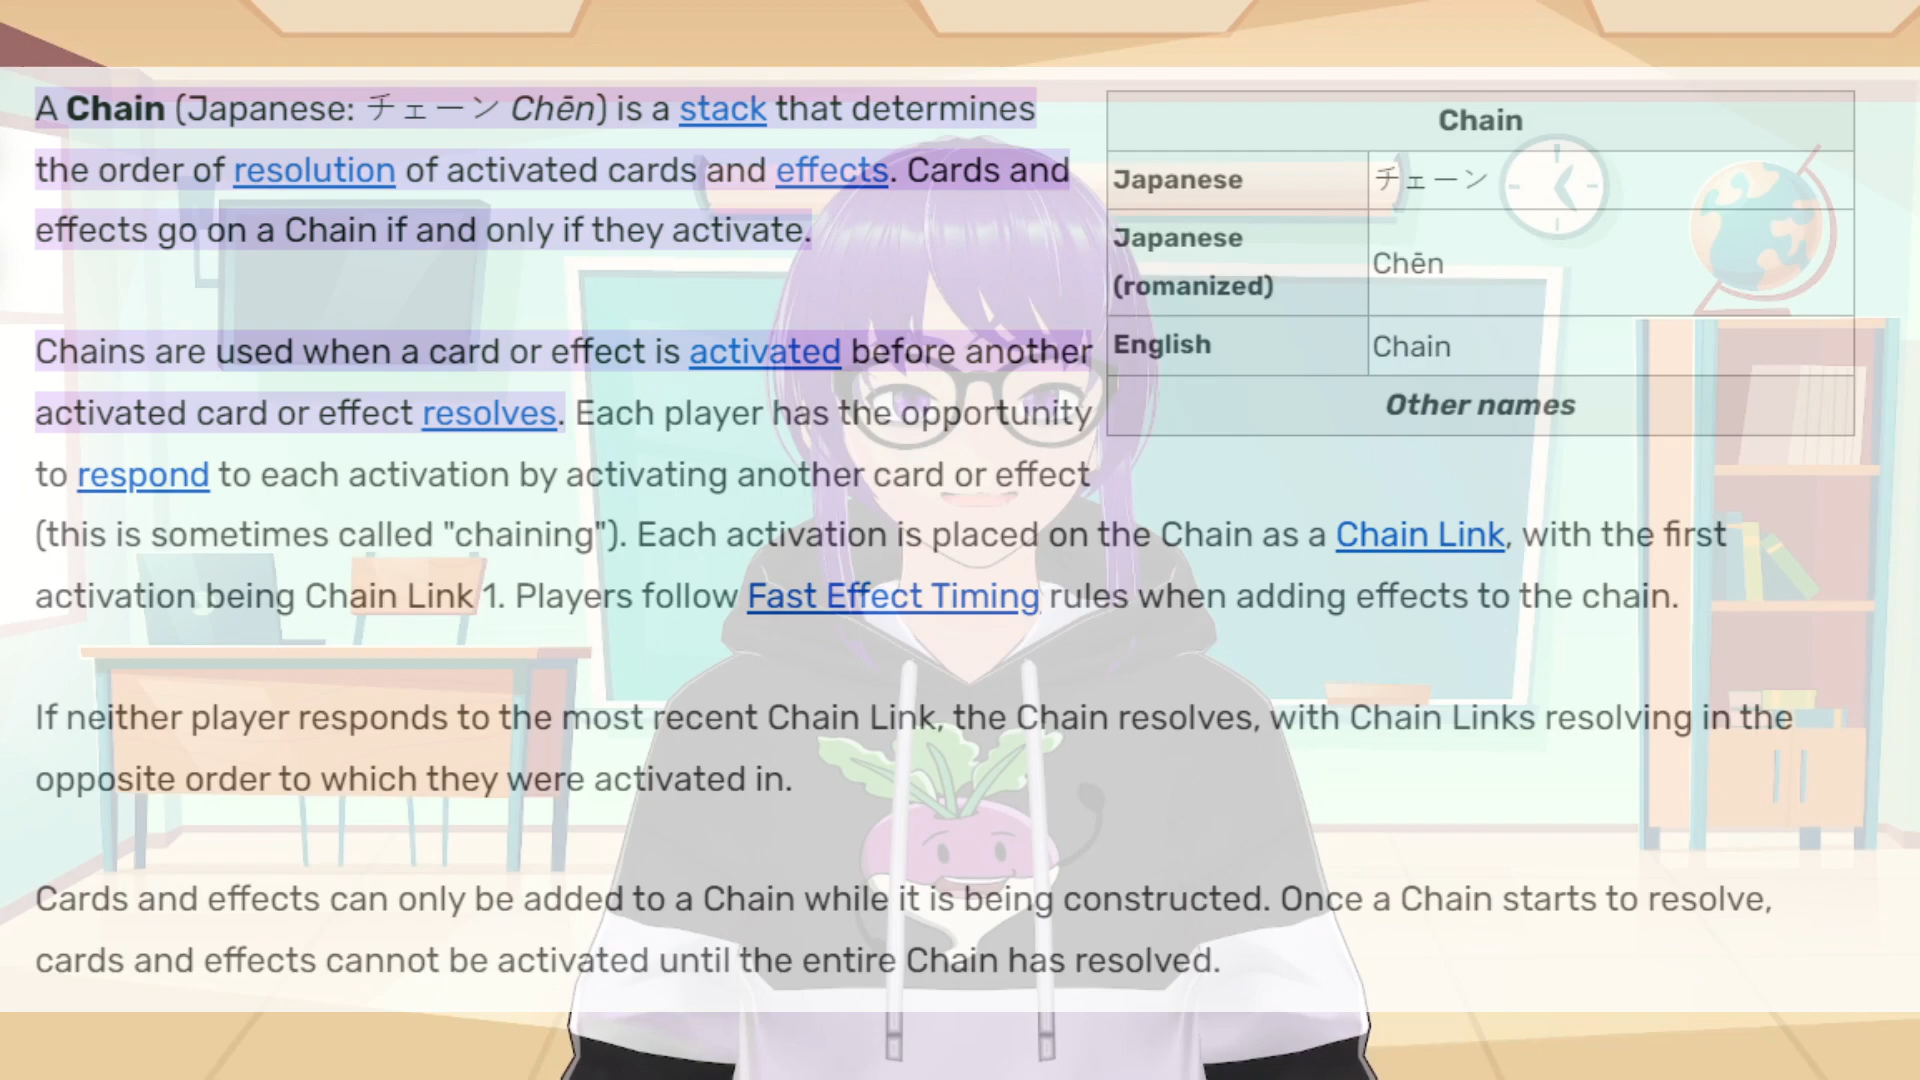 A Chain (Japanese: チェーン Chēn) is a stack that determines
the order of resolution of activated cards and effects. Cards and
effects go on a Chain if and only if they activate.
Chains are used when a card or effect is activated before another
activated card or effect resolves. Each player has the opportunity
to respond to each activation by activating another card or effect
(this is sometimes called "chaining"). Each activation is placed on the Chain as a Chain Link, with the first
activation being Chain Link 1. Players follow Fast Effect Timing rules when adding effects to the chain.
If neither player responds to the most recent Chain Link, the Chain resolves, with Chain Links resolving in the
opposite order to which they were activated in.
Cards and effects can only be added to a Chain while it is being constructed. Once a Chain starts to resolve,
cards and effects cannot be activated until the entire Chain has resolved.
Chain
Japanese チェーン
Japanese
(romanized) Chēn
English Chain
Other names